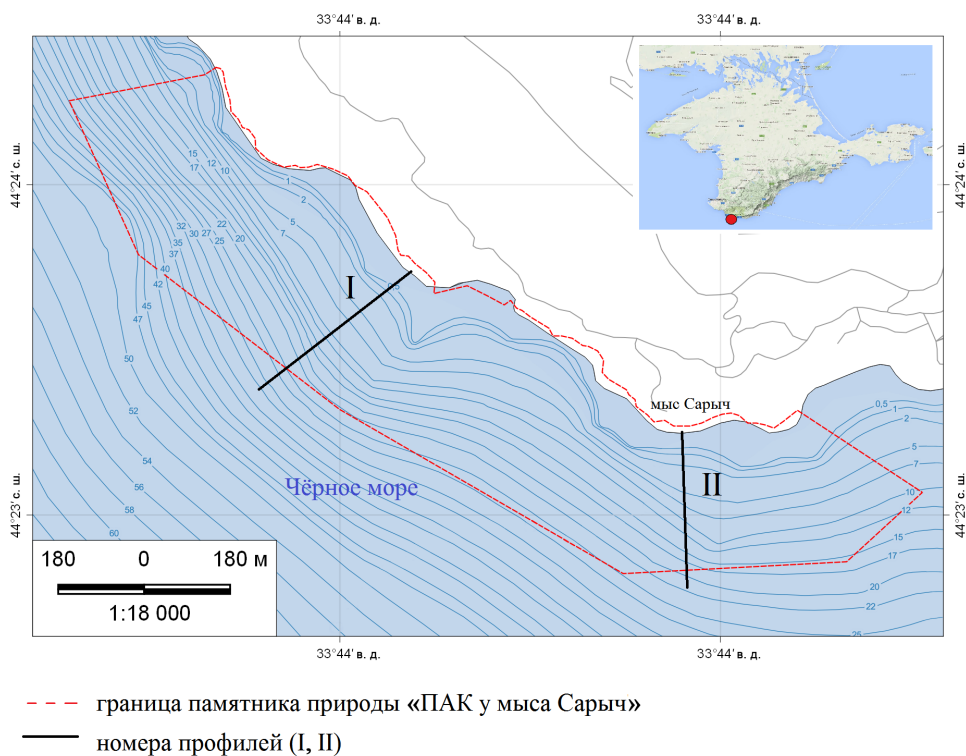 33°44' в. д.
33°44' в. д.
44°24' с. ш.
44°24' с. ш.
15
12
17
10
1
2
5
7
32
22
30
27
20
35
25
37
40
42
45
47
50
52
54
56
58
60
0,5
I
мыс Сарыч
0,5
1
2
5
7
10
12
15
17
20
22
25
II
Чёрное море
44°23' с. ш.
44°23' с. ш.
180 0 180 м
1:18 000
33°44' в. д.
33°44' в. д.
граница памятника природы «ПАК у мыса Сарыч»
номера профилей (I, II)